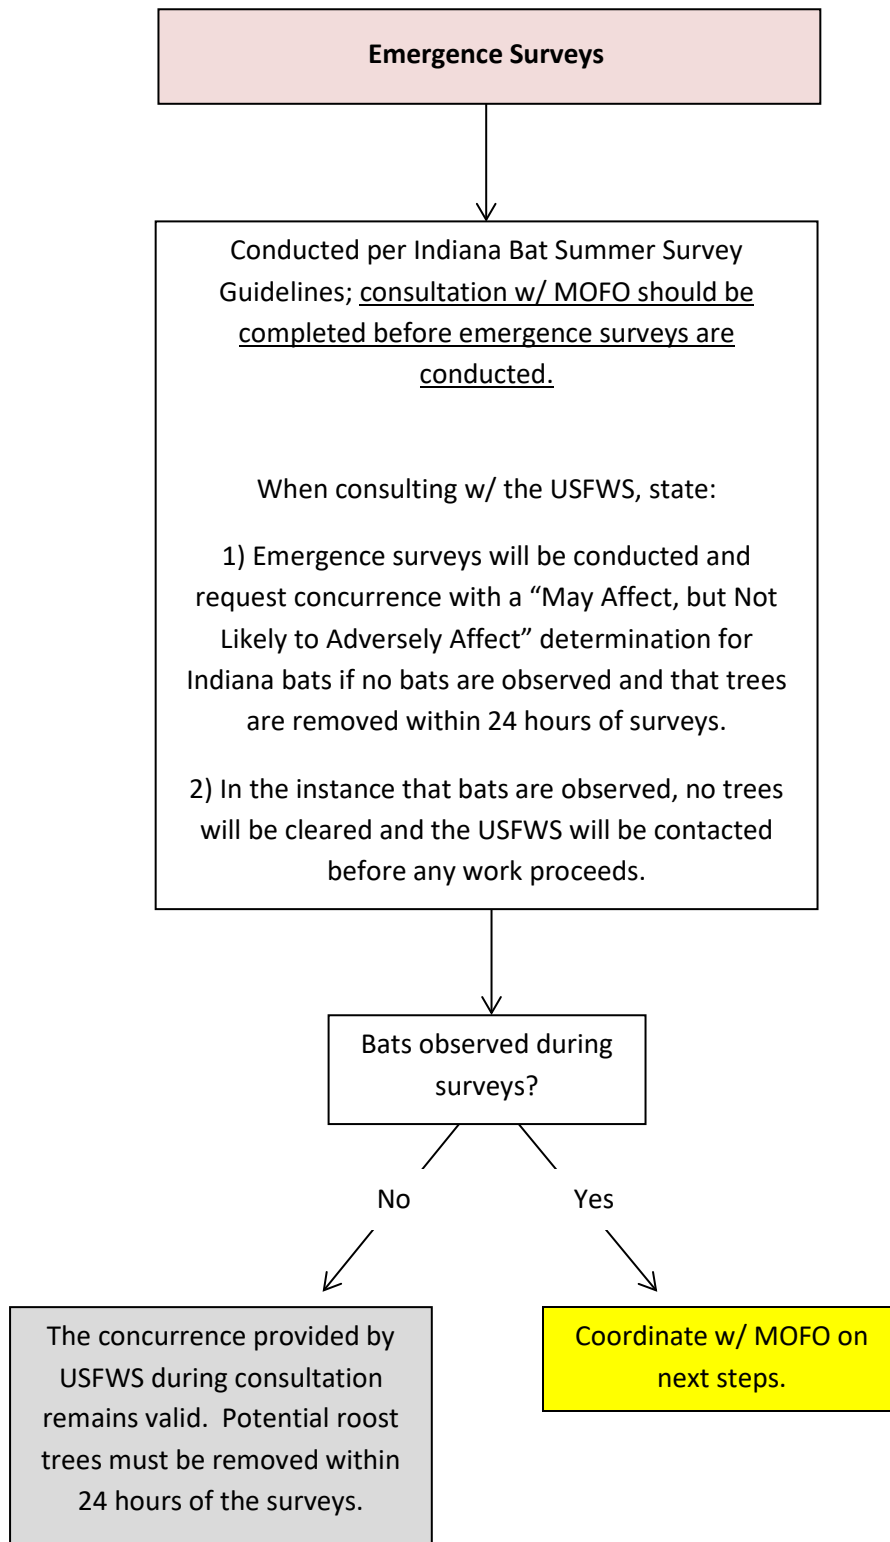 Emergence Surveys
Conducted per Indiana Bat Summer Survey
Guidelines; consultation w/ MOFO should be
completed before emergence surveys are
conducted.
When consulting w/ the USFWS, state:
1) Emergence surveys will be conducted and
request concurrence with a “May Affect, but Not
Likely to Adversely Affect” determination for
Indiana bats if no bats are observed and that trees
are removed within 24 hours of surveys.
2) In the instance that bats are observed, no trees
will be cleared and the USFWS will be contacted
before any work proceeds.
Bats observed during
surveys?
No
Yes
The concurrence provided by
USFWS during consultation
remains valid.  Potential roost
trees must be removed within
24 hours of the surveys.
Coordinate w/ MOFO on
next steps.